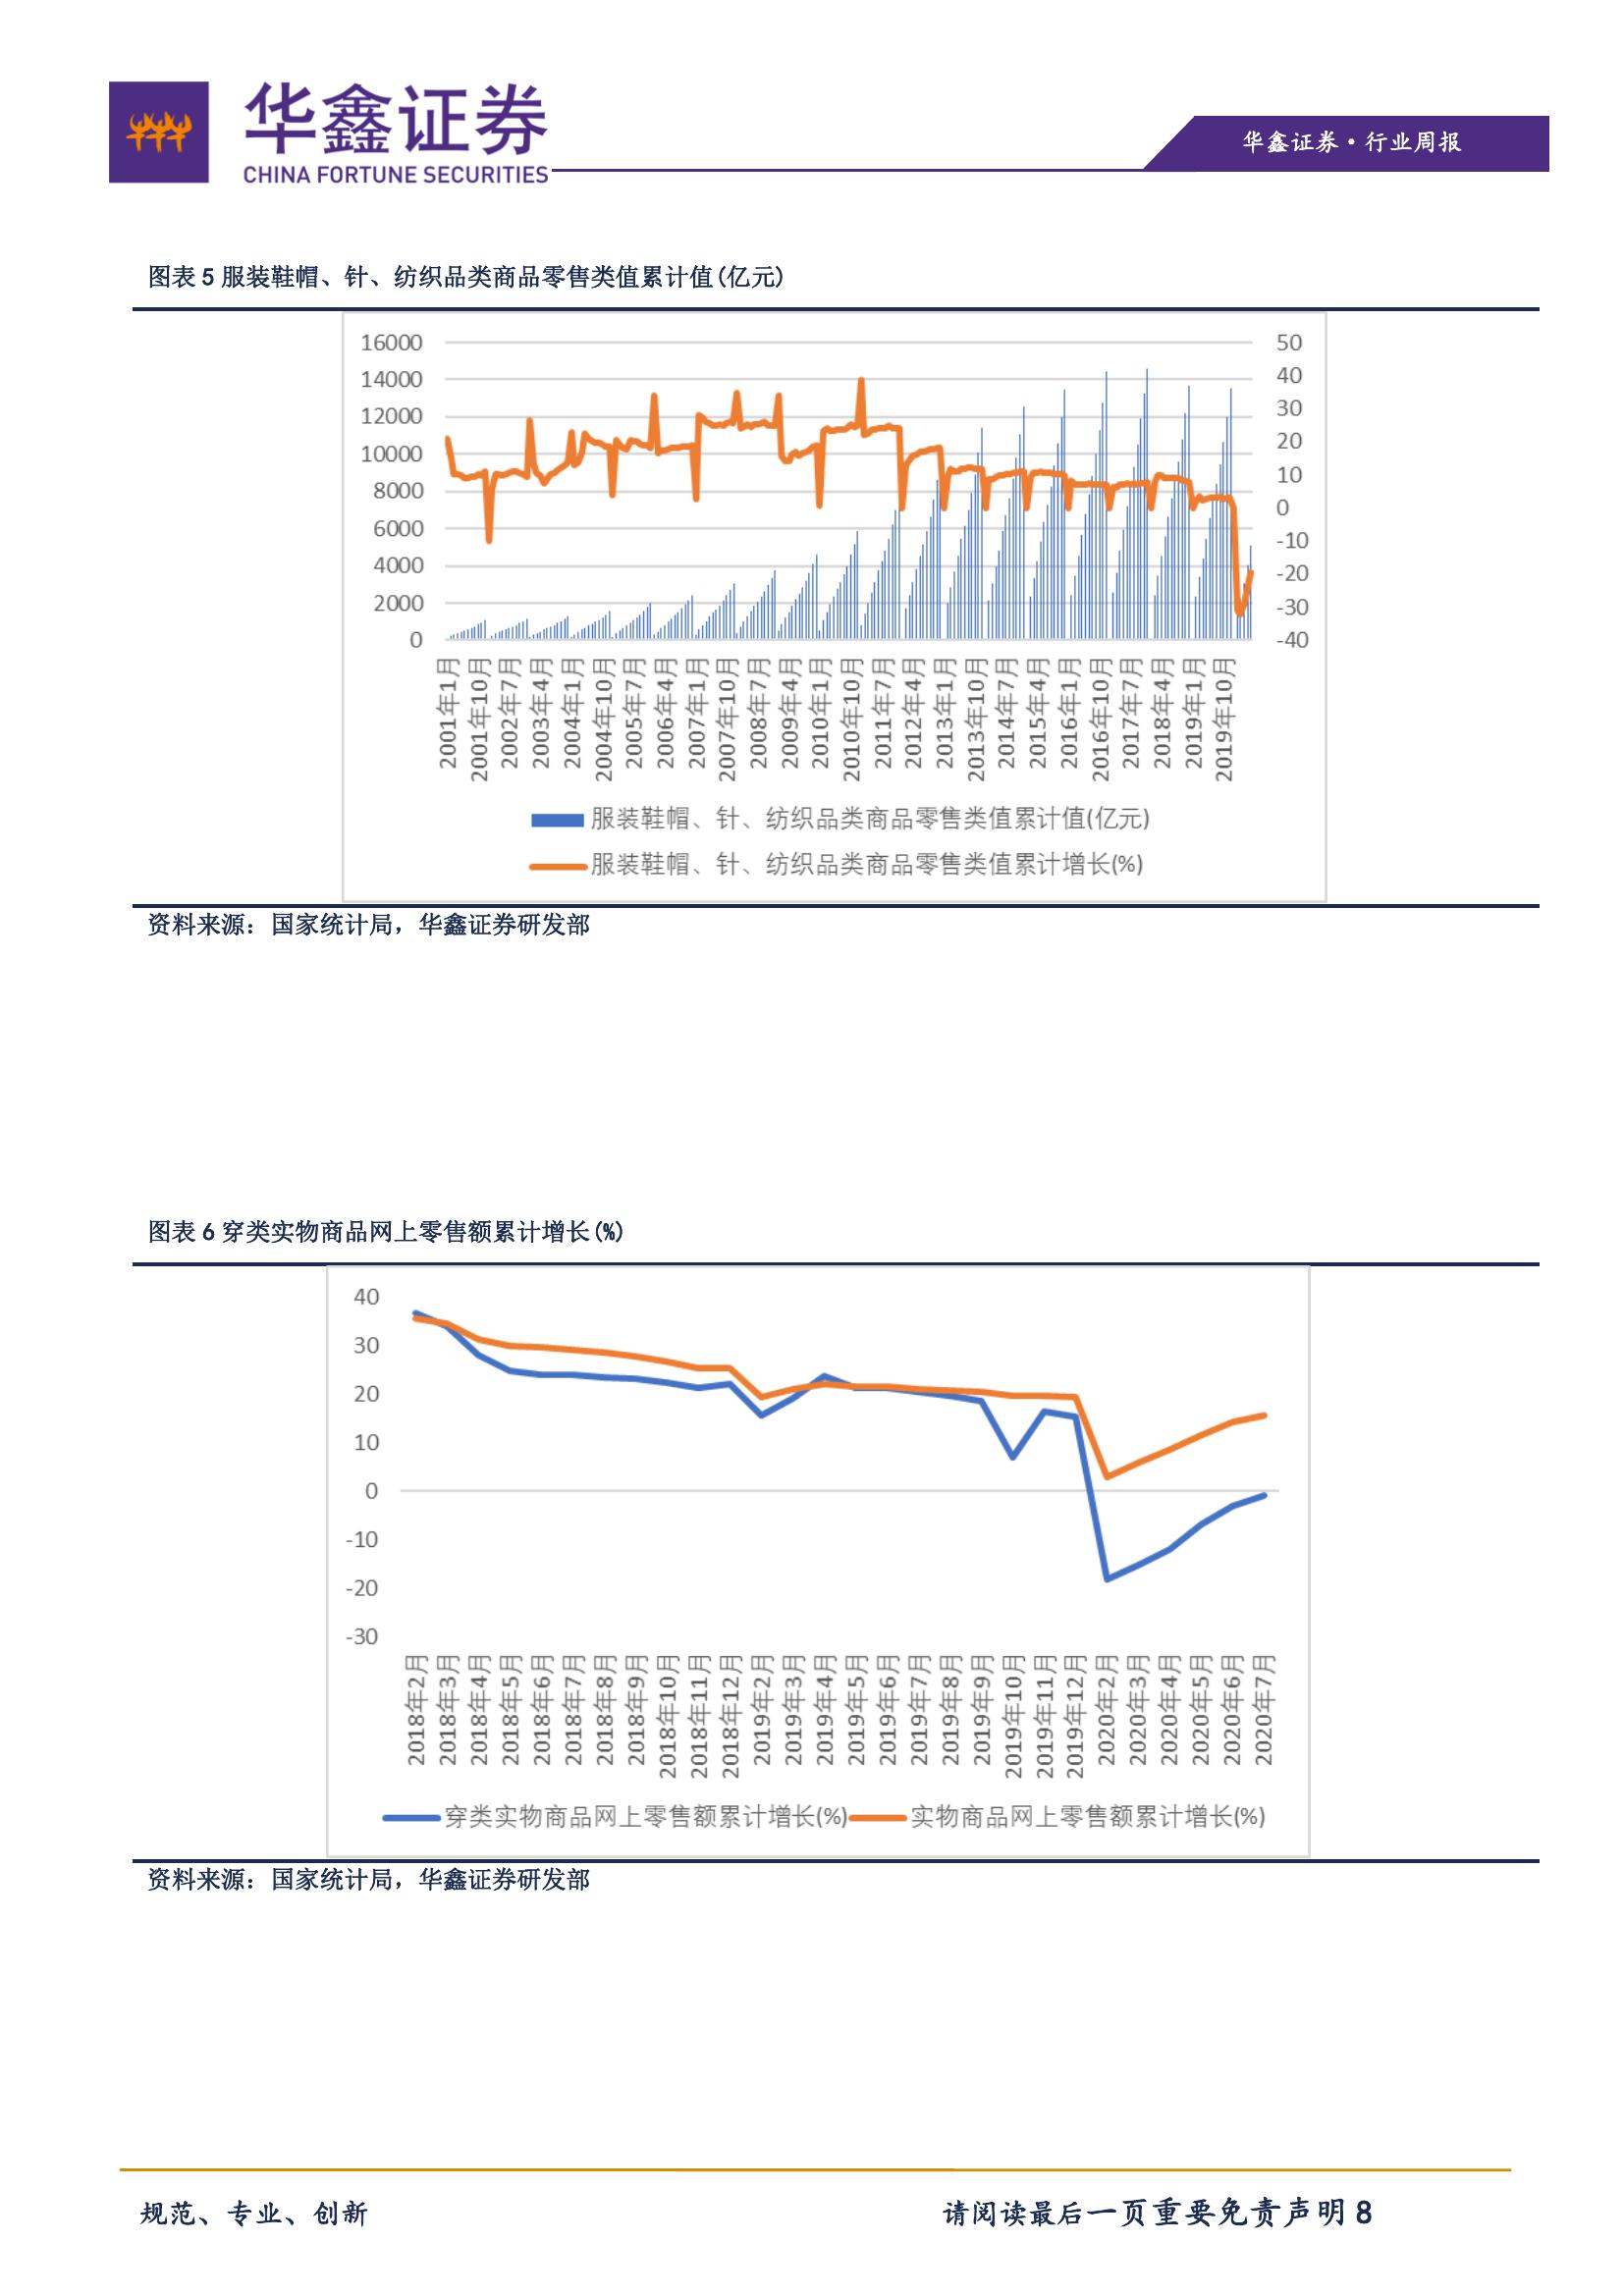 华鑫证券
CHINA FORTUNE SECURITIES
华鑫证券·行业周报
图表 5 服装鞋帽、针、纺织品类商品零售类值累计值(亿元)
16000
14000
12000
10000
8000
6000
4000
2000
0
50
40
30
20
10
0
-10
-20
-30
-40
2001年1月
2001年10月
2002年7月
2003年4月
2004年1月
2004年10月
2005年7月
2006年4月
2007年1月
2007年10月
2008年7月
2009年4月
2010年1月
2010年10月
2011年7月
2012年4月
2013年1月
2013年10月
2014年7月
2015年4月
2016年1月
2016年10月
2017年7月
2018年4月
2019年1月
2019年10月
服装鞋帽、针、纺织品类商品零售类值累计值(亿元)
服装鞋帽、针、纺织品类商品零售类值累计增长(%)
资料来源：国家统计局，华鑫证券研发部
图表 6 穿类实物商品网上零售额累计增长(%)
40
30
20
10
0
-10
-20
-30
2018年2月
2018年3月
2018年4月
2018年5月
2018年6月
2018年7月
2018年8月
2018年9月
2018年10月
2018年11月
2018年12月
2019年2月
2019年3月
2019年4月
2019年5月
2019年6月
2019年7月
2019年8月
2019年9月
2019年10月
2019年11月
2019年12月
2020年2月
2020年3月
2020年4月
2020年5月
2020年6月
2020年7月
穿类实物商品网上零售额累计增长(%) 实物商品网上零售额累计增长(%)
资料来源：国家统计局，华鑫证券研发部
规范、专业、创新 请阅读最后一页重要免责声明 8